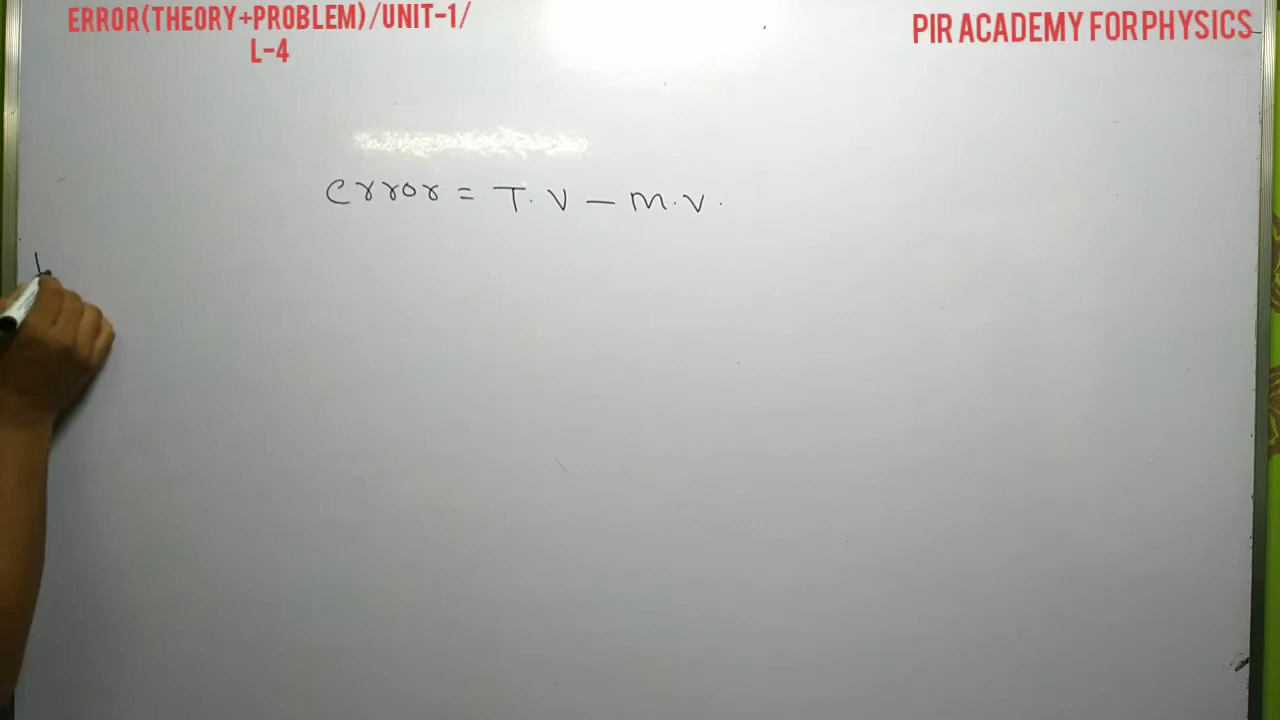 ERROR(THEORY+PROBLEM)/UNIT-1/
L-4
PIR ACADEMY FOR PHYSICS
error = T.V – M.V.